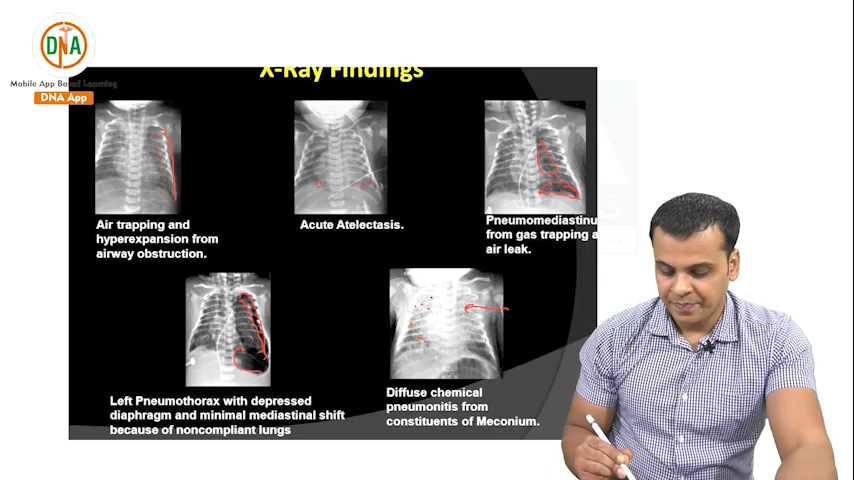 DNA
Mobile App Based Learning
DNA App
X-Ray Findings
Air trapping and
hyperexpansion from
airway obstruction.
Acute Atelectasis.
Pneumomediastinu
from gas trapping a
air leak.
Left Pneumothorax with depressed
diaphragm and minimal mediastinal shift
because of noncompliant lungs
Diffuse chemical
pneumonitis from
constituents of Meconium.